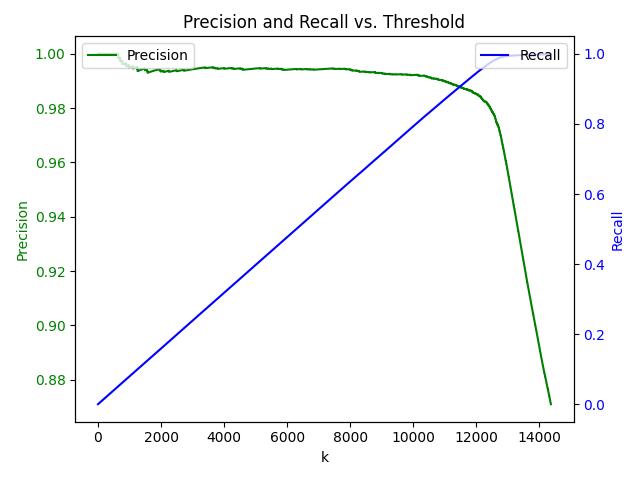 Precision and Recall vs. Threshold
Precision
Recall
1.00
0.98
0.96
0.94
0.92
0.90
0.88
Precision
1.0
0.8
0.6
0.4
0.2
0.0
Recall
0 2000 4000 6000 8000 10000 12000 14000
k